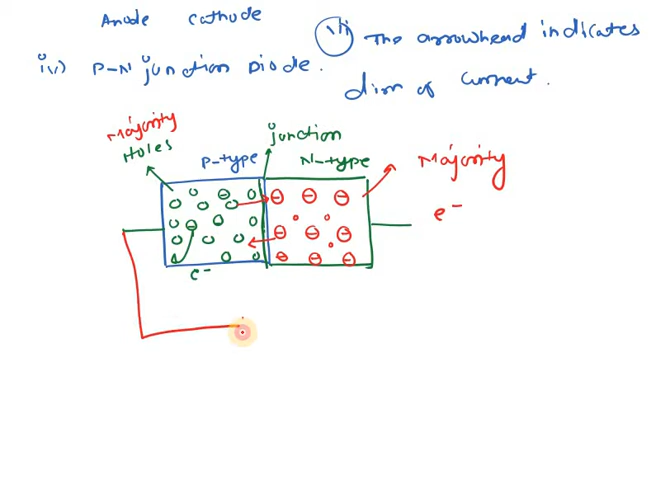 Anode Cathode
vi) The arrowhead indicates
dirn of current.
iv) P-N junction Diode.
Majority
Holes
junction
P-type
N-type
Majority
e-
e-